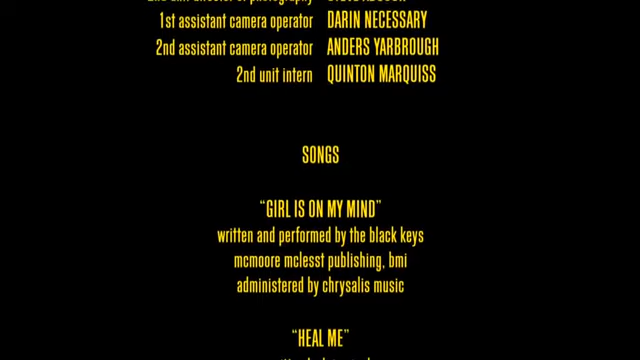 1st assistant camera operator DARIN NECESSARY
2nd assistant camera operator ANDERS YARBROUGH
2nd unit intern QUINTON MARQUISS
SONGS
“GIRL IS ON MY MIND”
written and performed by the black keys
mcmoore mclesst publishing, bmi
administered by chrysalis music
“HEAL ME”